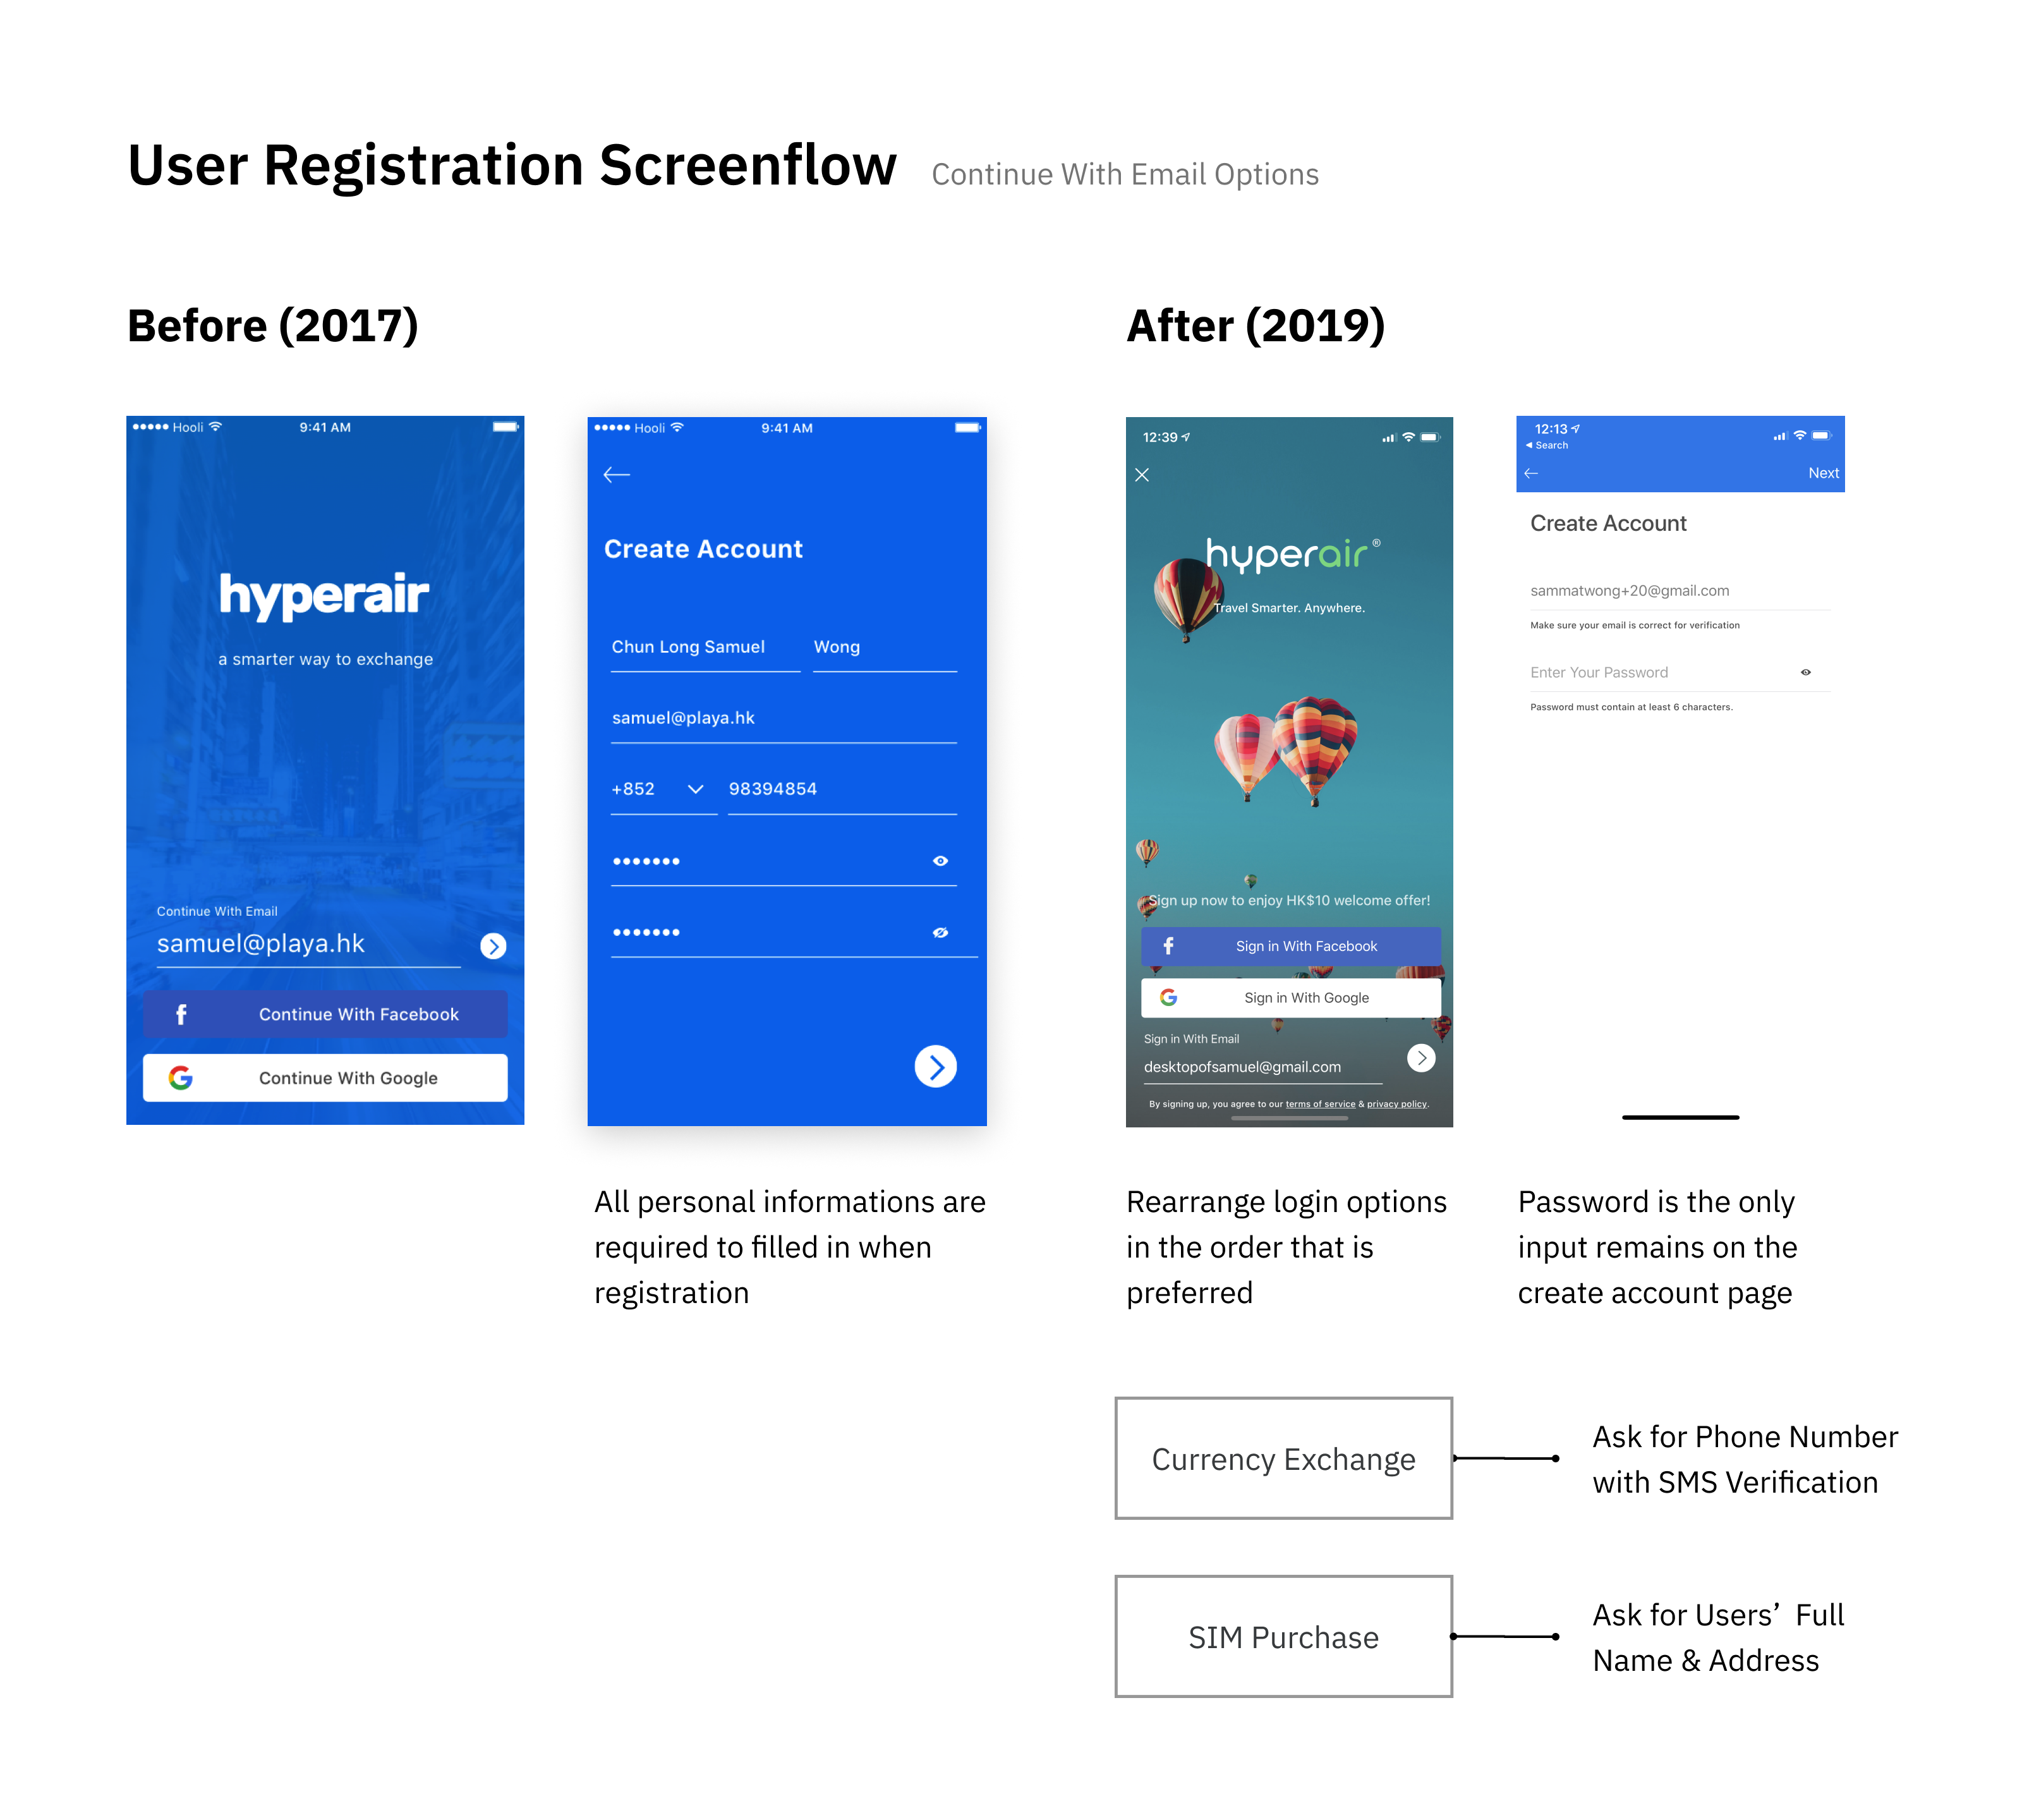 User Registration Screenflow Continue With Email Options
Before (2017)
After (2019)
Hooli 9:41 AM
hyperair
a smarter way to exchange
Continue With Email
samuel@playa.hk
f Continue With Facebook
G Continue With Google
Hooli 9:41 AM
Create Account
Chun Long Samuel Wong
samuel@playa.hk
+852 98394854
•••••••
•••••••
All personal informations are
required to filled in when
registration
12:39
hyperair®
Travel Smarter. Anywhere.
Sign up now to enjoy HK$10 welcome offer!
f Sign in With Facebook
G Sign in With Google
Sign in With Email
desktopofsamuel@gmail.com
By signing up, you agree to our terms of service & privacy policy.
Rearrange login options
in the order that is
preferred
12:13
Search
Next
Create Account
sammatwong+20@gmail.com
Make sure your email is correct for verification
Enter Your Password
Password must contain at least 6 characters.
Password is the only
input remains on the
create account page
Currency Exchange
Ask for Phone Number
with SMS Verification
SIM Purchase
Ask for Users’ Full
Name & Address